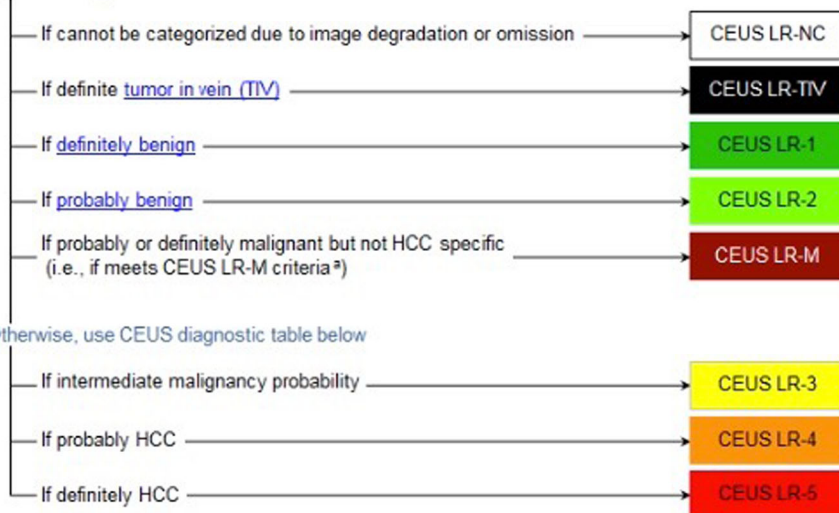 If cannot be categorized due to image degradation or omission CEUS LR-NC
If definite tumor in vein (TIV) CEUS LR-TIV
If definitely benign CEUS LR-1
If probably benign CEUS LR-2
If probably or definitely malignant but not HCC specific
(i.e., if meets CEUS LR-M criteria ª) CEUS LR-M
therwise, use CEUS diagnostic table below
If intermediate malignancy probability CEUS LR-3
If probably HCC CEUS LR-4
If definitely HCC CEUS LR-5